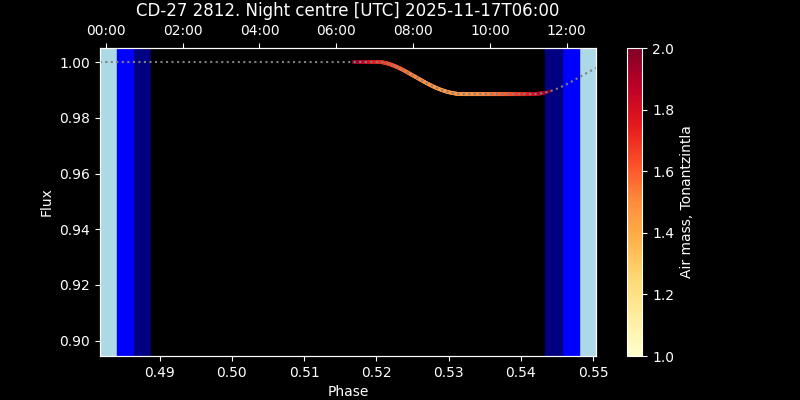 CD-27 2812. Night centre [UTC] 2025-11-17T06:00
00:00 02:00 04:00 06:00 08:00 10:00 12:00
1.00
0.98
0.96
0.94
0.92
0.90
Flux
0.49 0.50 0.51 0.52 0.53 0.54 0.55
Phase
2.0
1.8
1.6
1.4
1.2
1.0
Air mass, Tonantzintla